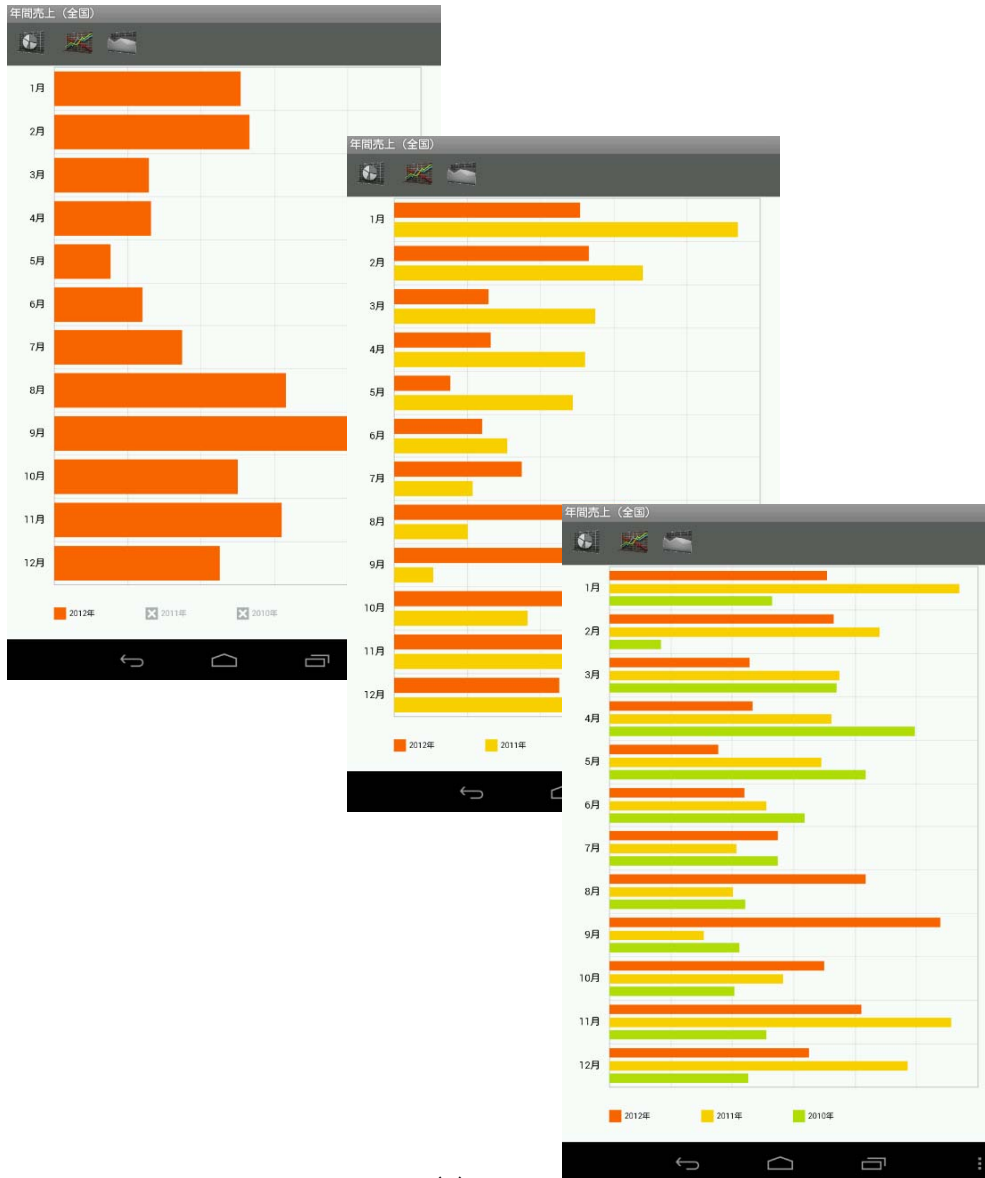 年間売上（全国）
1月
2月
3月
4月
5月
6月
7月
8月
9月
10月
11月
12月
2012年 2011年 2010年
年間売上（全国）
1月
2月
3月
4月
5月
6月
7月
8月
9月
10月
11月
12月
2012年 2011年
年間売上（全国）
1月
2月
3月
4月
5月
6月
7月
8月
9月
10月
11月
12月
2012年 2011年 2010年